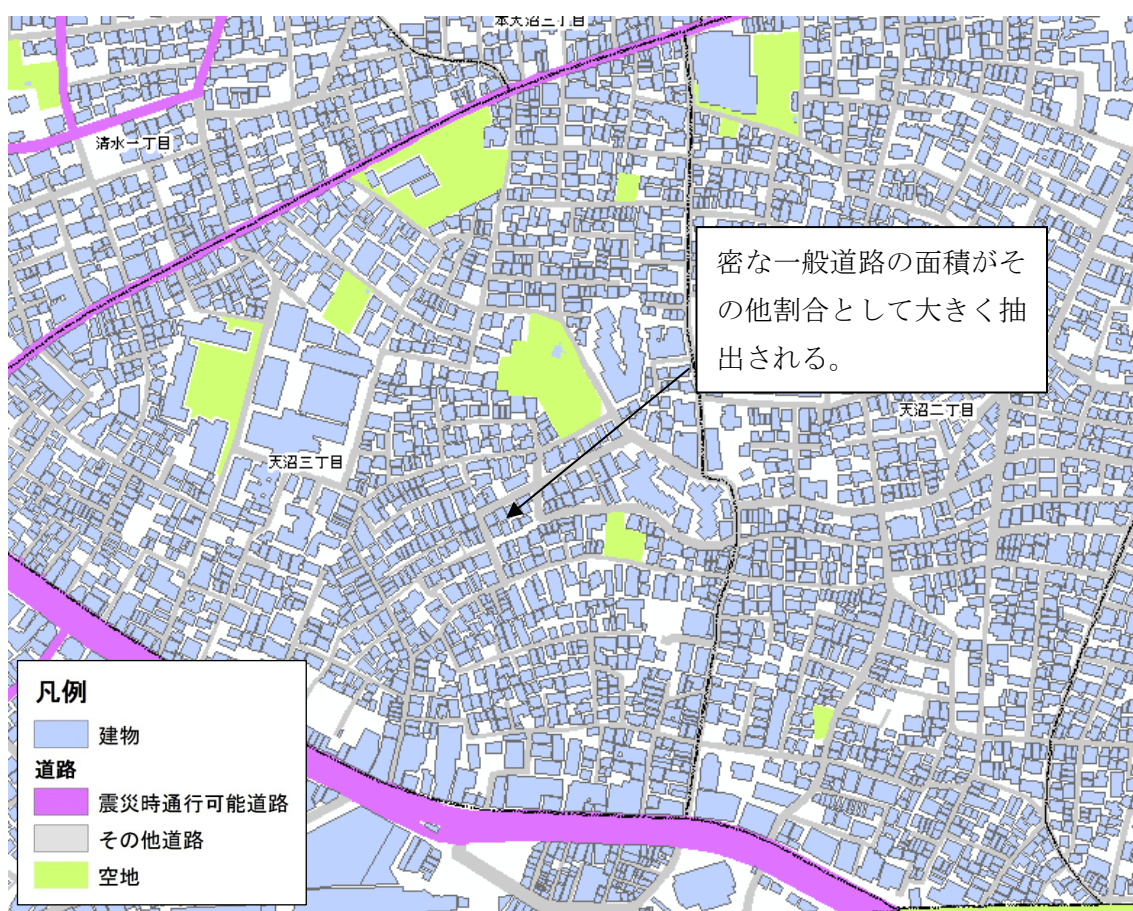 本天沼三丁目
清水一丁目
密な一般道路の面積がそ
の他割合として大きく抽
出される。
天沼二丁目
天沼三丁目
凡例
建物
道路
震災時通行可能道路
その他道路
空地